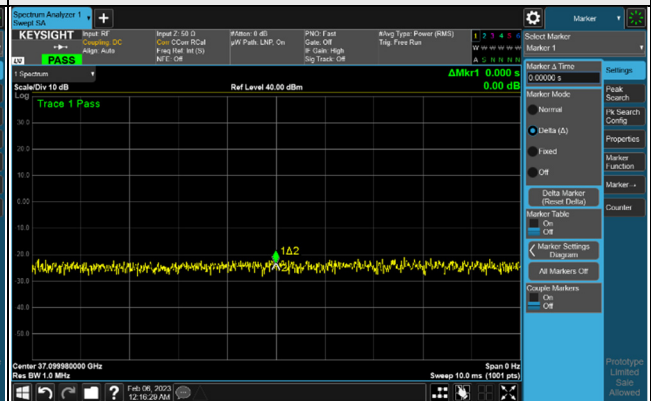 Spectrum Analyzer 1
Swept SA
+
Marker
KEYSIGHT
Input: RF
Coupling: DC
Align: Auto
Input Z: 50 Ω
Corr CCorr RCal
Freq Ref: Int (S)
NFE: Off
#Atten: 0 dB
µW Path: LNP, On
PNO: Fast
Gate: Off
IF Gain: High
Sig Track: Off
#Avg Type: Power (RMS)
Trig: Free Run
1 2 3 4 5 6
W W W W W W
A S N N N N
LXI
PASS
Select Marker
Marker 1
1 Spectrum
ΔMkr1 0.000 s
0.00 dB
Scale/Div 10 dB
Ref Level 40.00 dBm
Log
Trace 1 Pass
30.0
20.0
10.0
0.00
10.0
20.0
30.0
40.0
50.0
1Δ2
Center 37.099980000 GHz
Res BW 1.0 MHz
Span 0 Hz
Sweep 10.0 ms (1001 pts)
Marker Δ Time
0.00000 s
Marker Mode
Normal
Delta (Δ)
Fixed
Off
Delta Marker
(Reset Delta)
Marker Table
On
Off
Marker Settings
Diagram
All Markers Off
Couple Markers
On
Off
Settings
Peak
Search
Pk Search
Config
Properties
Marker
Function
Marker→
Counter
Prototype
Limited
Sale
Allowed
?
Feb 06, 2023
12:16:29 AM